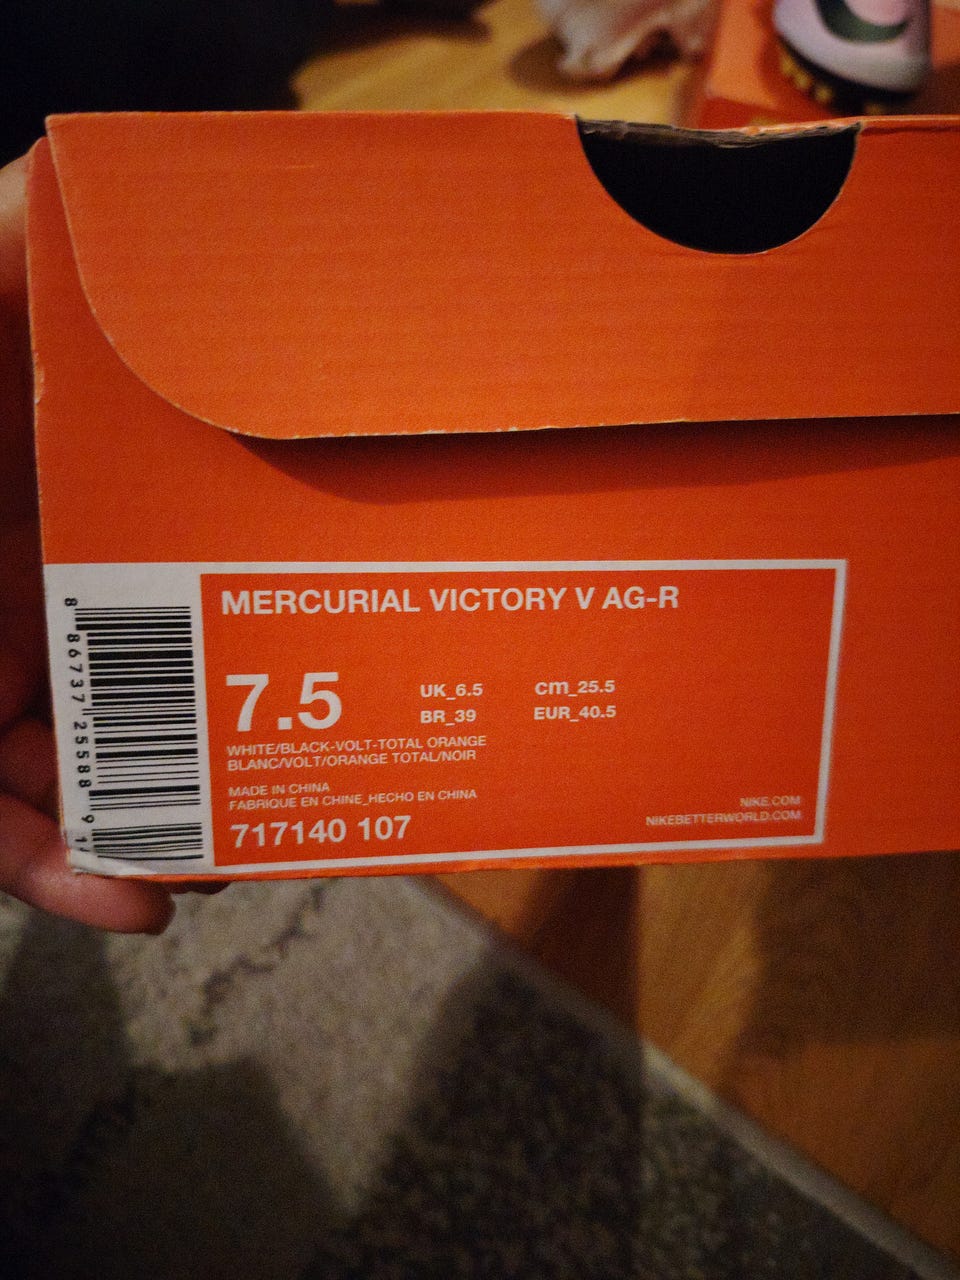 MERCURIAL VICTORY V AG-R
7.5
UK_6.5
cm_25.5
BR_39
EUR_40.5
WHITE/BLACK-VOLT-TOTAL ORANGE
BLANC/VOLT/ORANGE TOTAL/NOIR
MADE IN CHINA
FABRIQUE EN CHINE_HECHO EN CHINA
717140 107
NIKE.COM
NIKEBETTERWORLD.COM
8 86737 25588 9